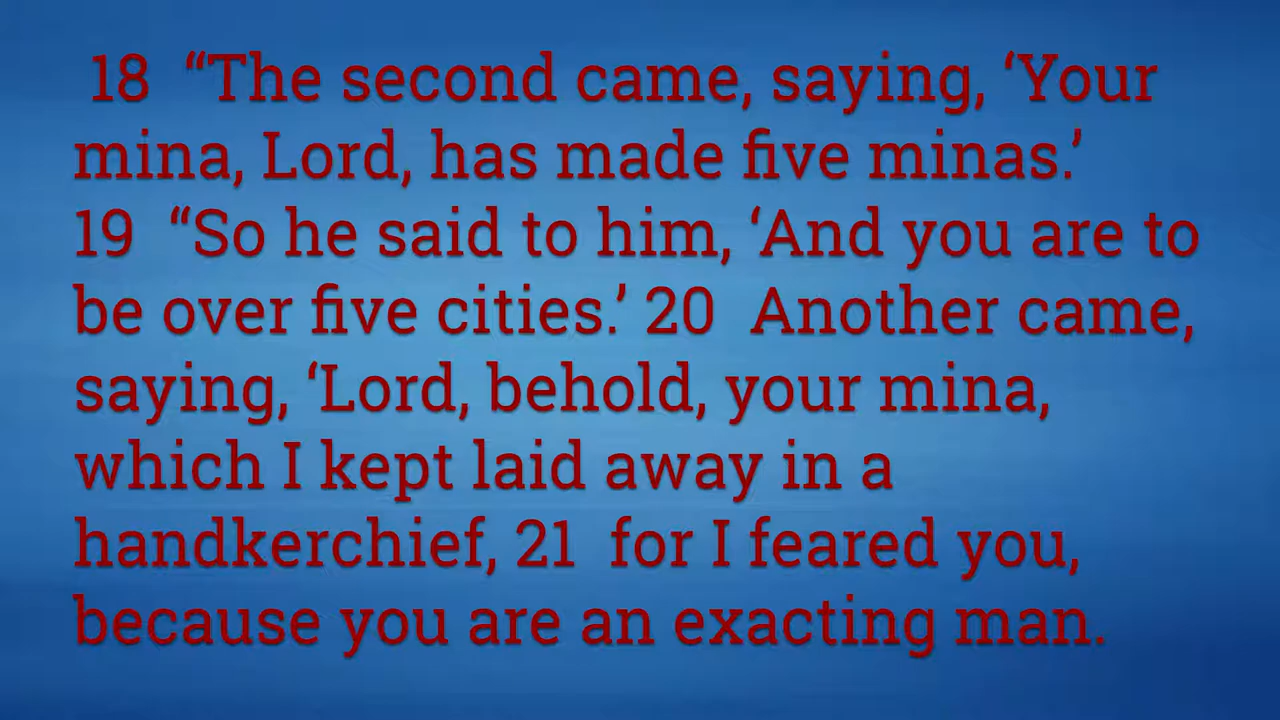 18 “The second came, saying, ‘Your
mina, Lord, has made five minas.’
19 “So he said to him, ‘And you are to
be over five cities.’ 20 Another came,
saying, ‘Lord, behold, your mina,
which I kept laid away in a
handkerchief, 21 for I feared you,
because you are an exacting man.